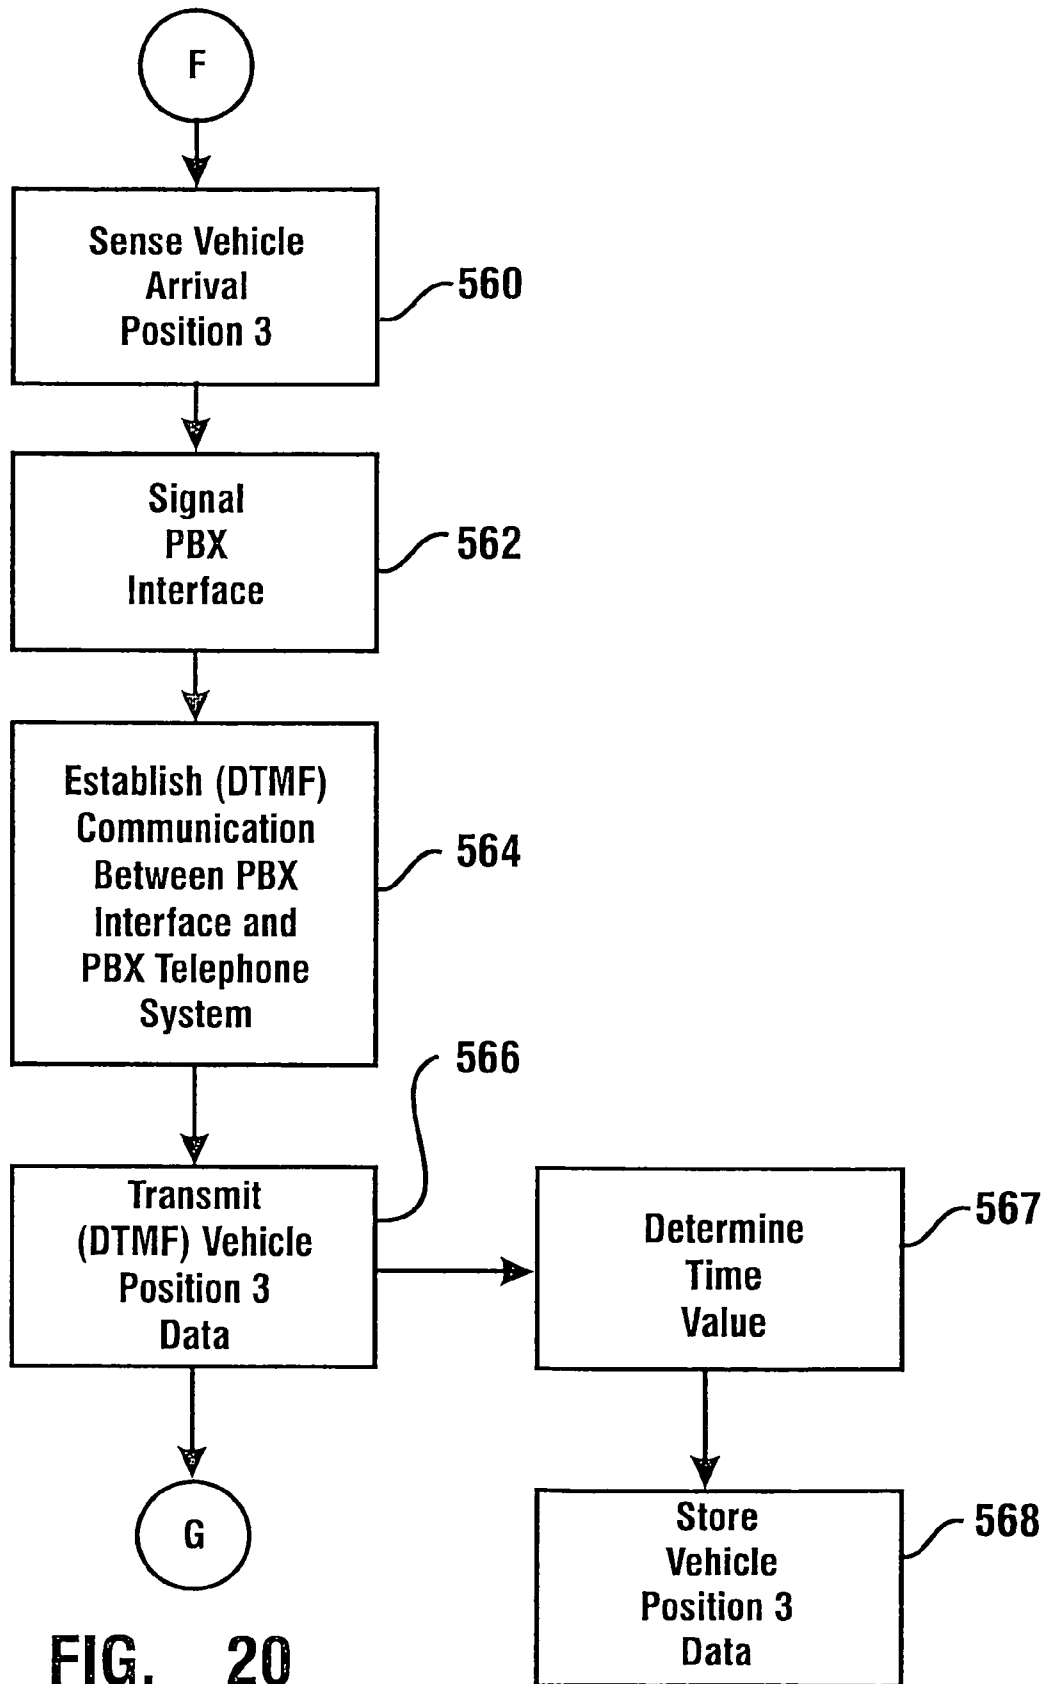 F
Sense Vehicle
Arrival
Position 3
560
Signal
PBX
Interface
562
Establish (DTMF)
Communication
Between PBX
Interface and
PBX Telephone
System
564
566
Transmit
(DTMF) Vehicle
Position 3
Data
Determine
Time
Value
567
G
Store
Vehicle
Position 3
Data
568
FIG. 20